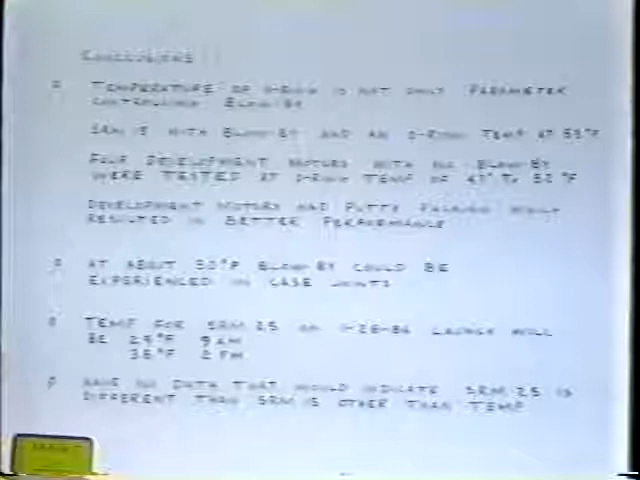 CONCLUSIONS
O TEMPERATURE OF O-RING IS NOT ONLY PARAMETER
CONTROLLING BLOW-BY
SRM 15 WITH BLOW-BY HAD AN O-RING TEMP AT 53°F
FOUR DEVELOPMENT MOTORS WITH NO BLOW-BY
WERE TESTED AT O-RING TEMP OF 47° TO 52°F
DEVELOPMENT MOTORS HAD PUTTY PACKING WHICH
RESULTED IN BETTER PERFORMANCE
O AT ABOUT 50°F BLOW-BY COULD BE
EXPERIENCED IN CASE JOINTS
O TEMP FOR SRM 25 ON 1-28-86 LAUNCH WILL
BE 29°F 9 AM
38°F 2 PM
O HAVE NO DATA THAT WOULD INDICATE SRM 25 IS
DIFFERENT THAN SRM 15 OTHER THAN TEMP